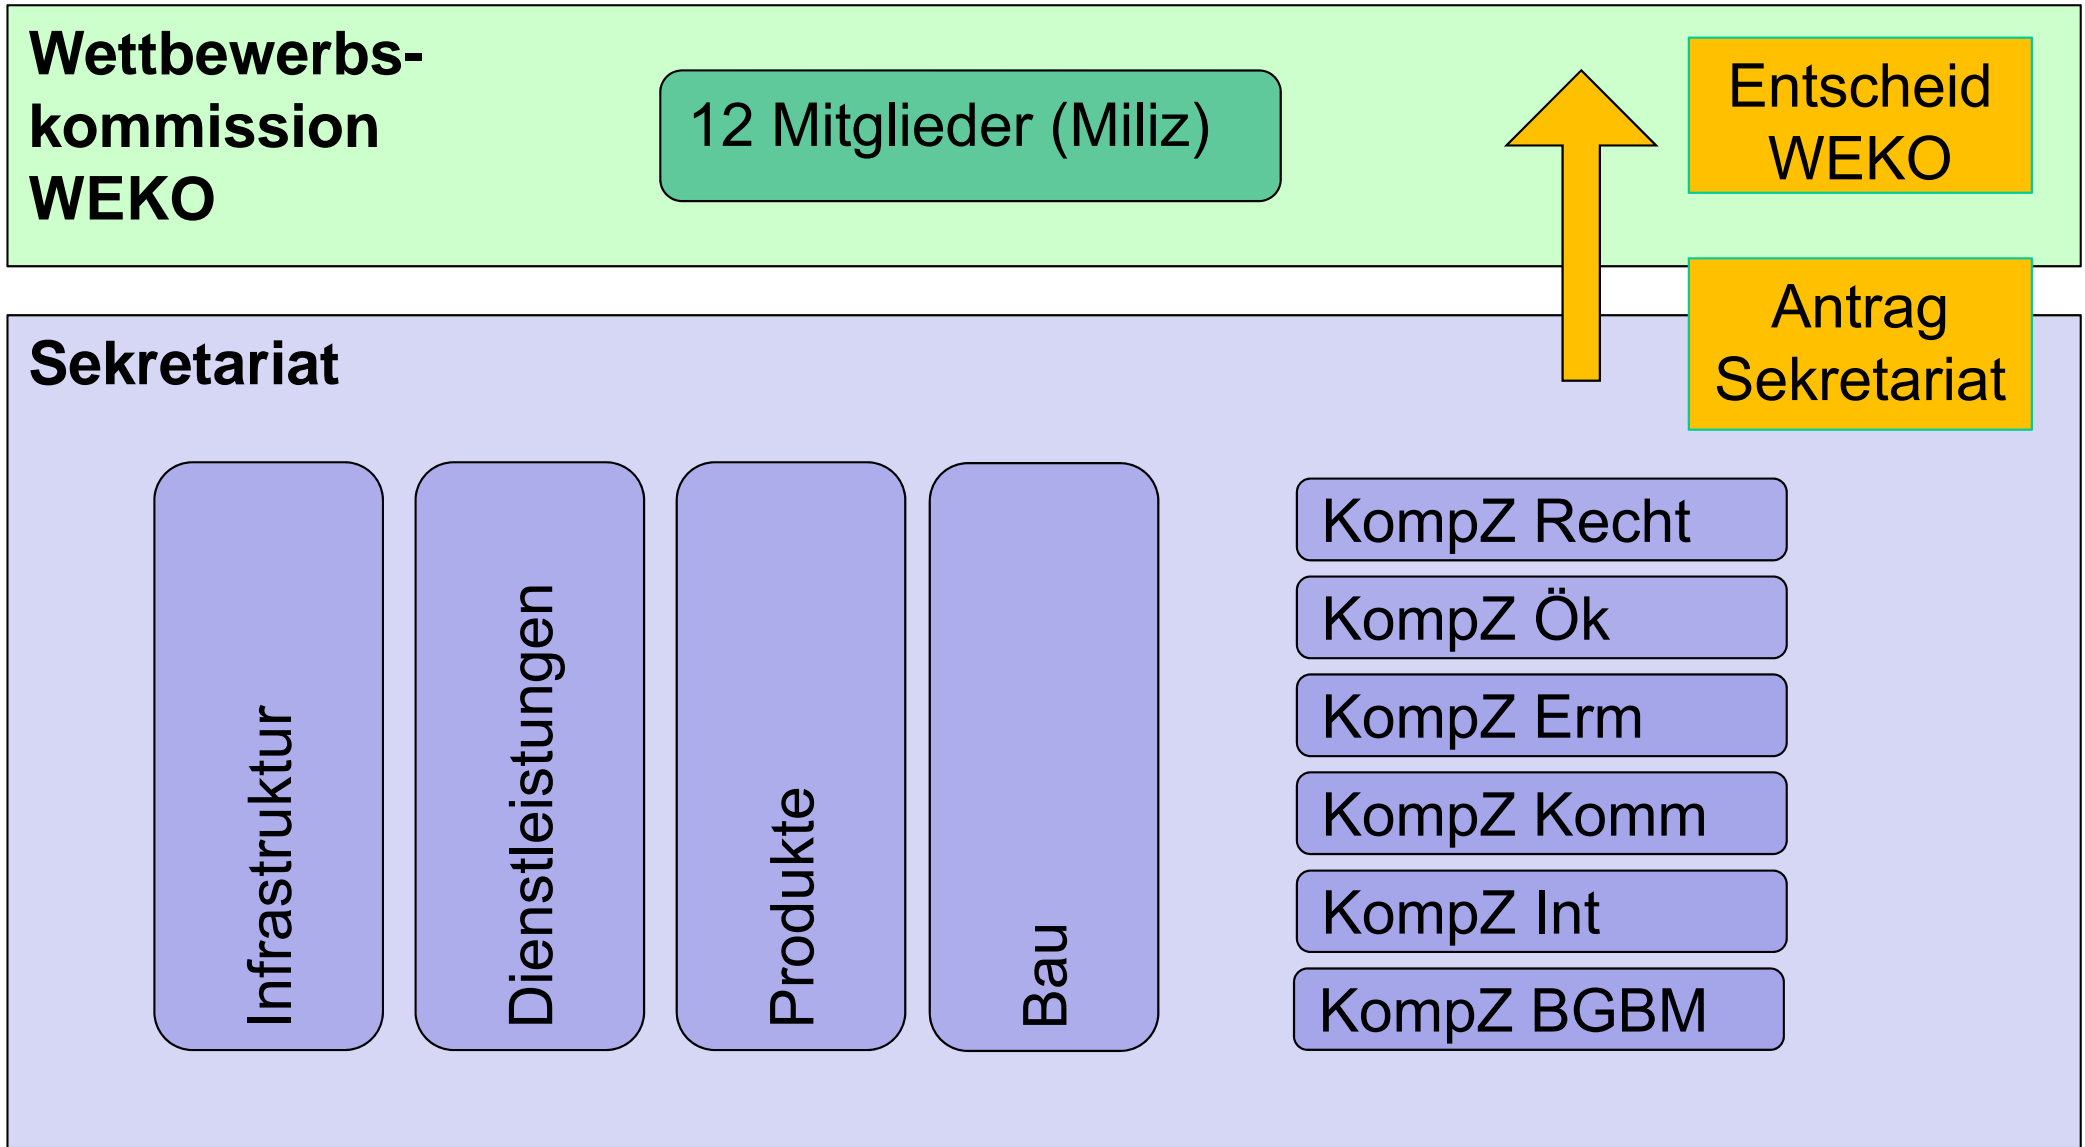 Wettbewerbs-
kommission
WEKO
12 Mitglieder (Miliz)
Entscheid
WEKO
Antrag
Sekretariat
Sekretariat
Infrastruktur
Dienstleistungen
Produkte
Bau
KompZ Recht
KompZ Ök
KompZ Erm
KompZ Komm
KompZ Int
KompZ BGBM